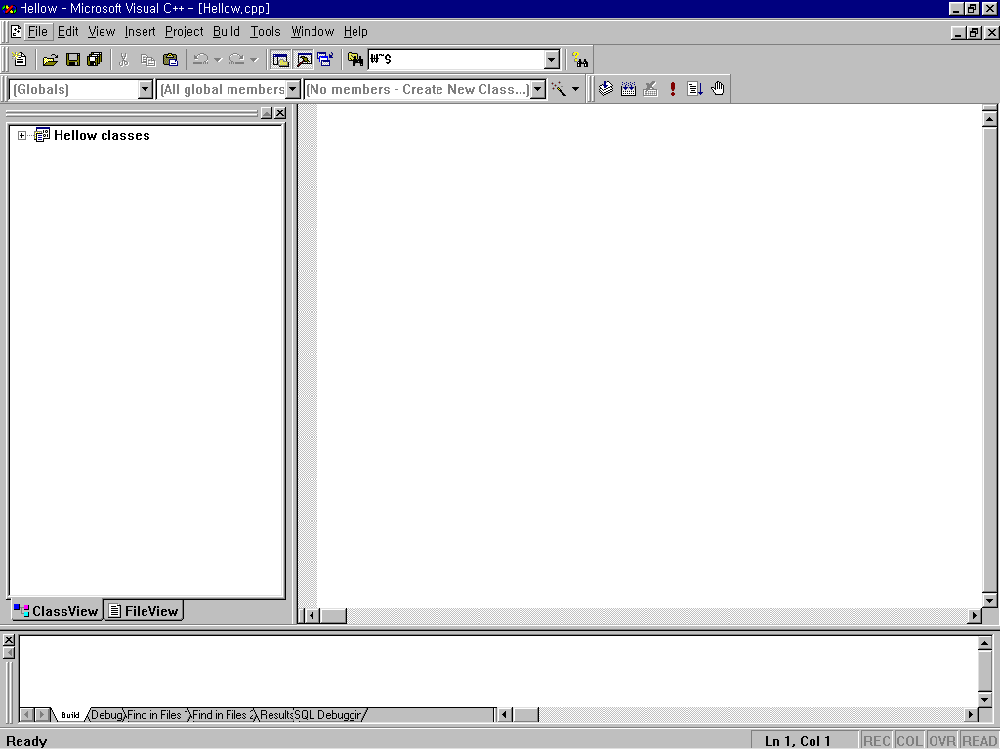 Hellow - Microsoft Visual C++ - [Hellow.cpp]
File Edit View Insert Project Build Tools Window Help
₩~$
(Globals) (All global members (No members - Create New Class...)
Hellow classes
ClassView FileView
Build Debug Find in Files 1 Find in Files 2 Results SQL Debuggin
Ready Ln 1, Col 1 REC COL OVR READ